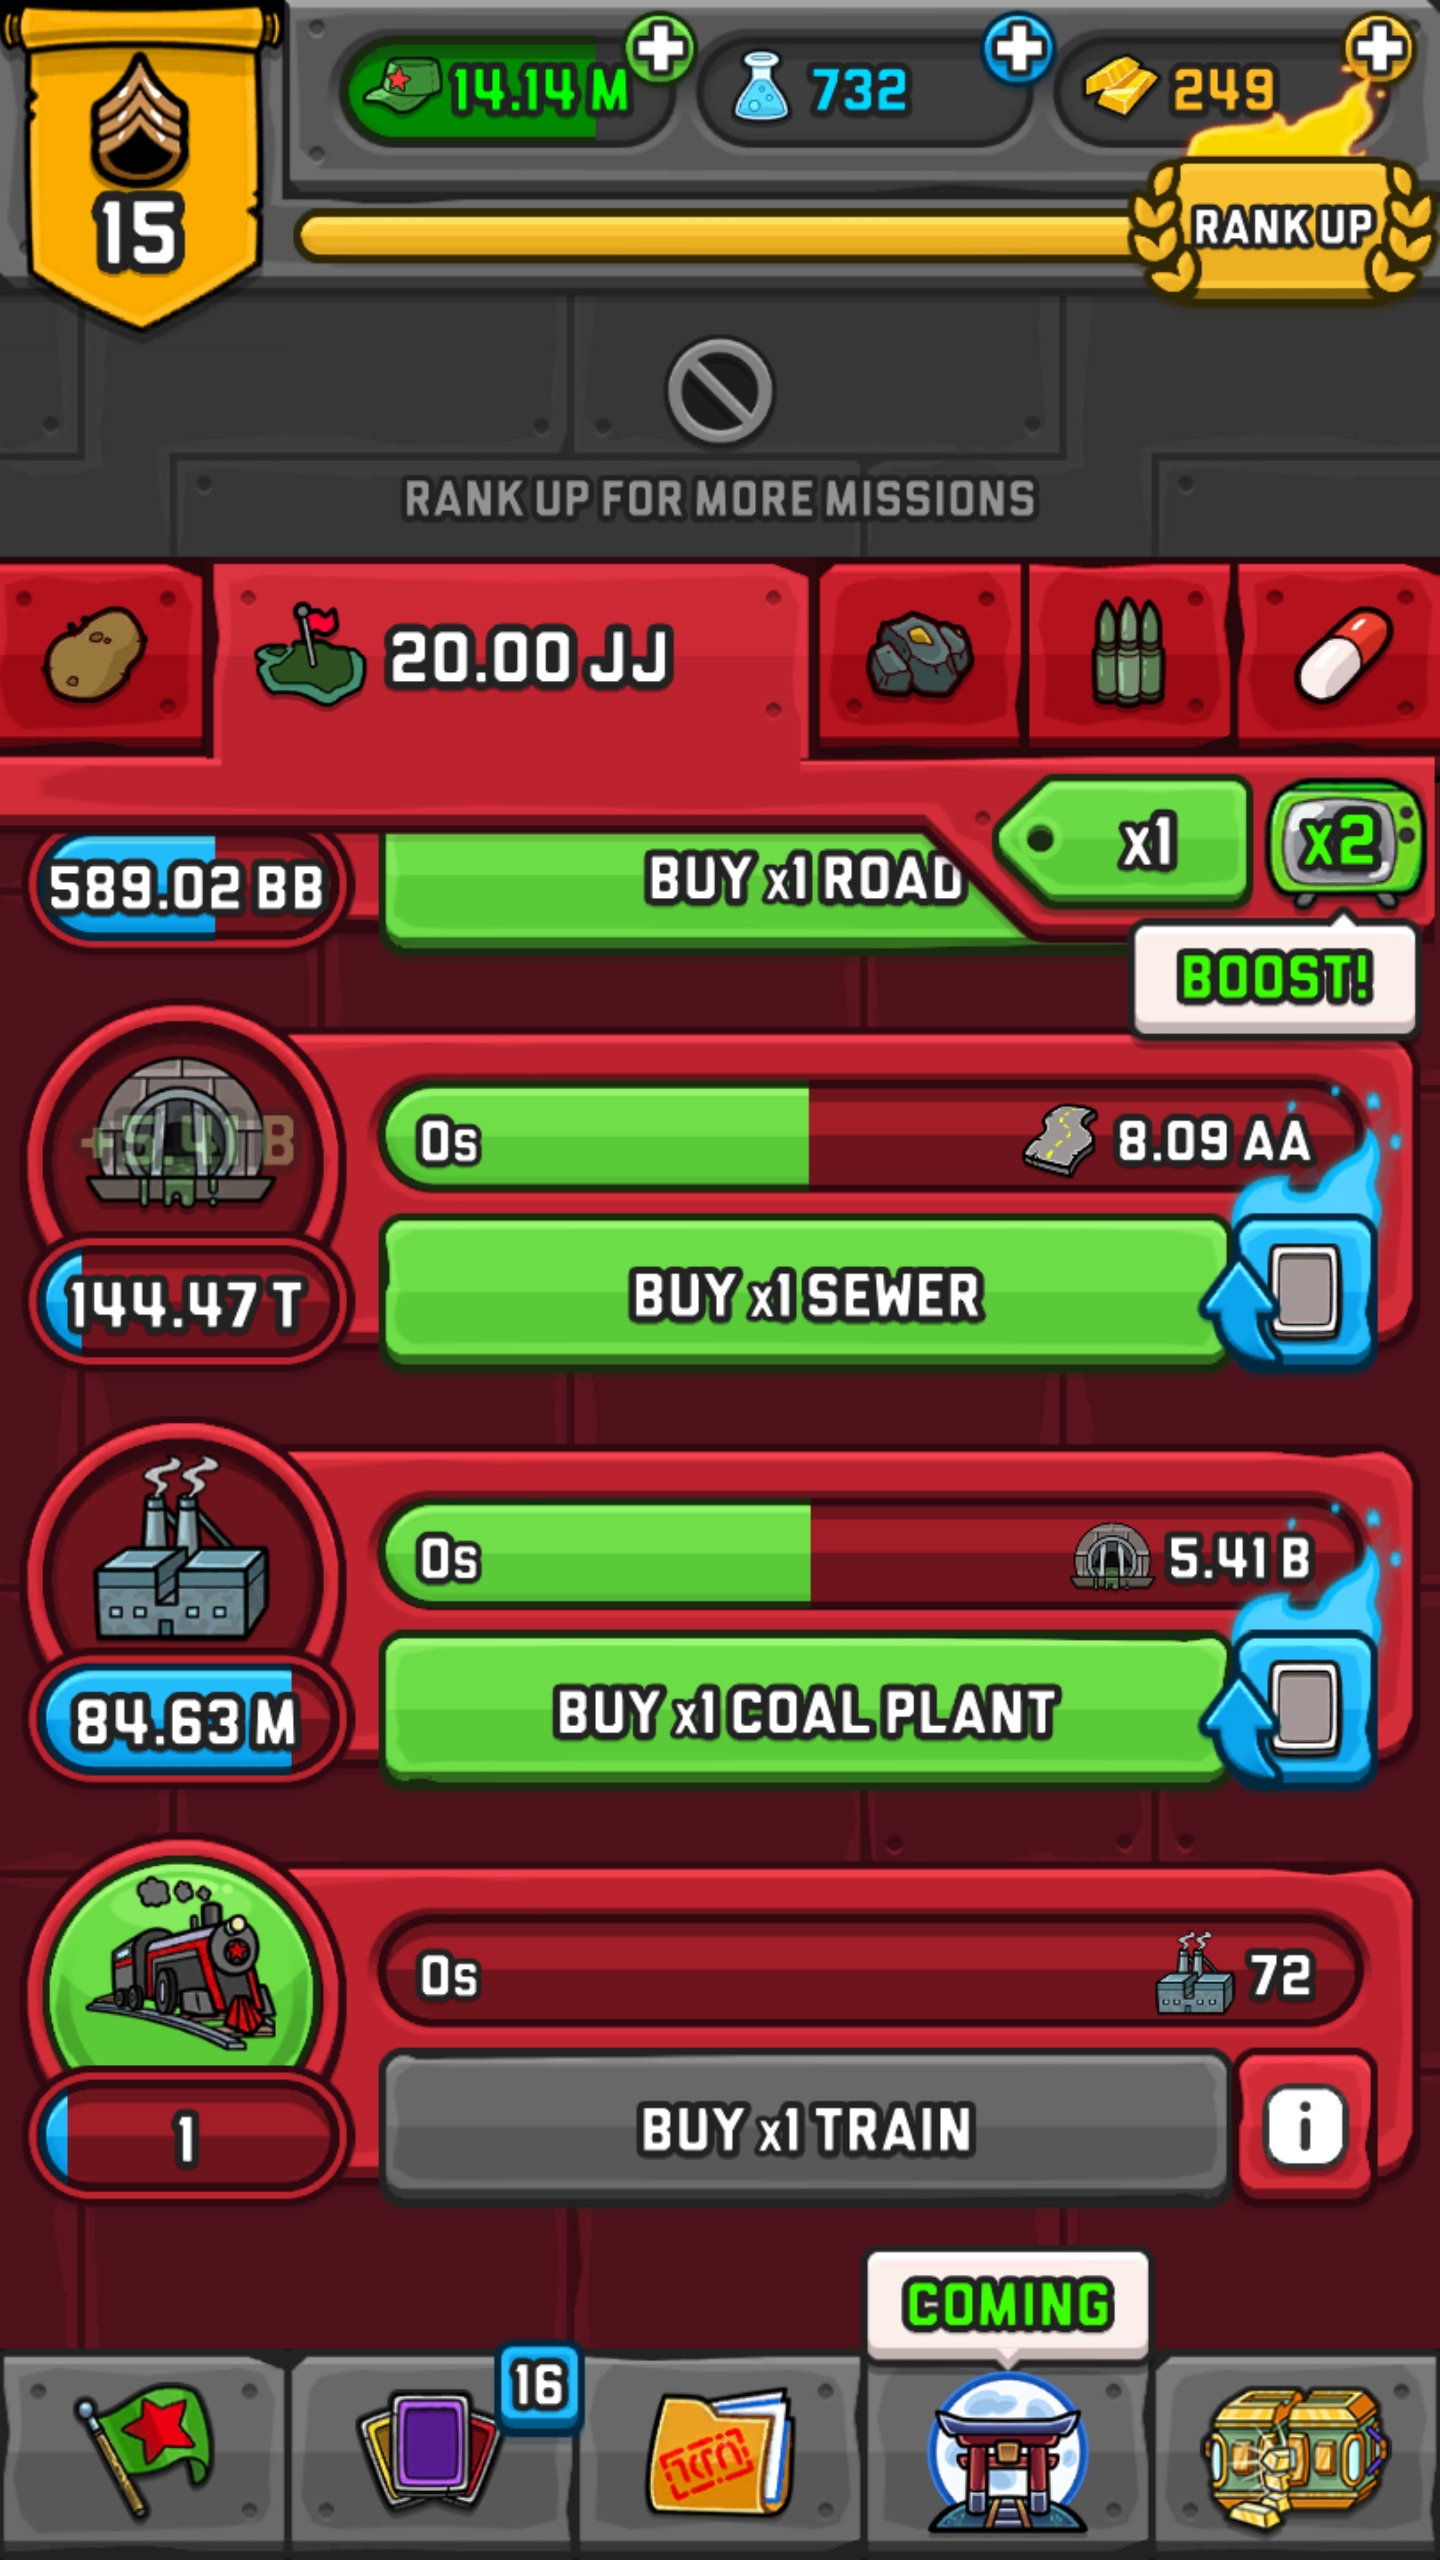 14.14 M
732
249
15
RANK UP
RANK UP FOR MORE MISSIONS
20.00 JJ
x1
x2
589.02 BB
BUY x1 ROAD
BOOST!
+5.41 B
0s
8.09 AA
144.47 T
BUY x1 SEWER
0s
5.41 B
84.63 M
BUY x1 COAL PLANT
0s
72
1
BUY x1 TRAIN
i
COMING
16